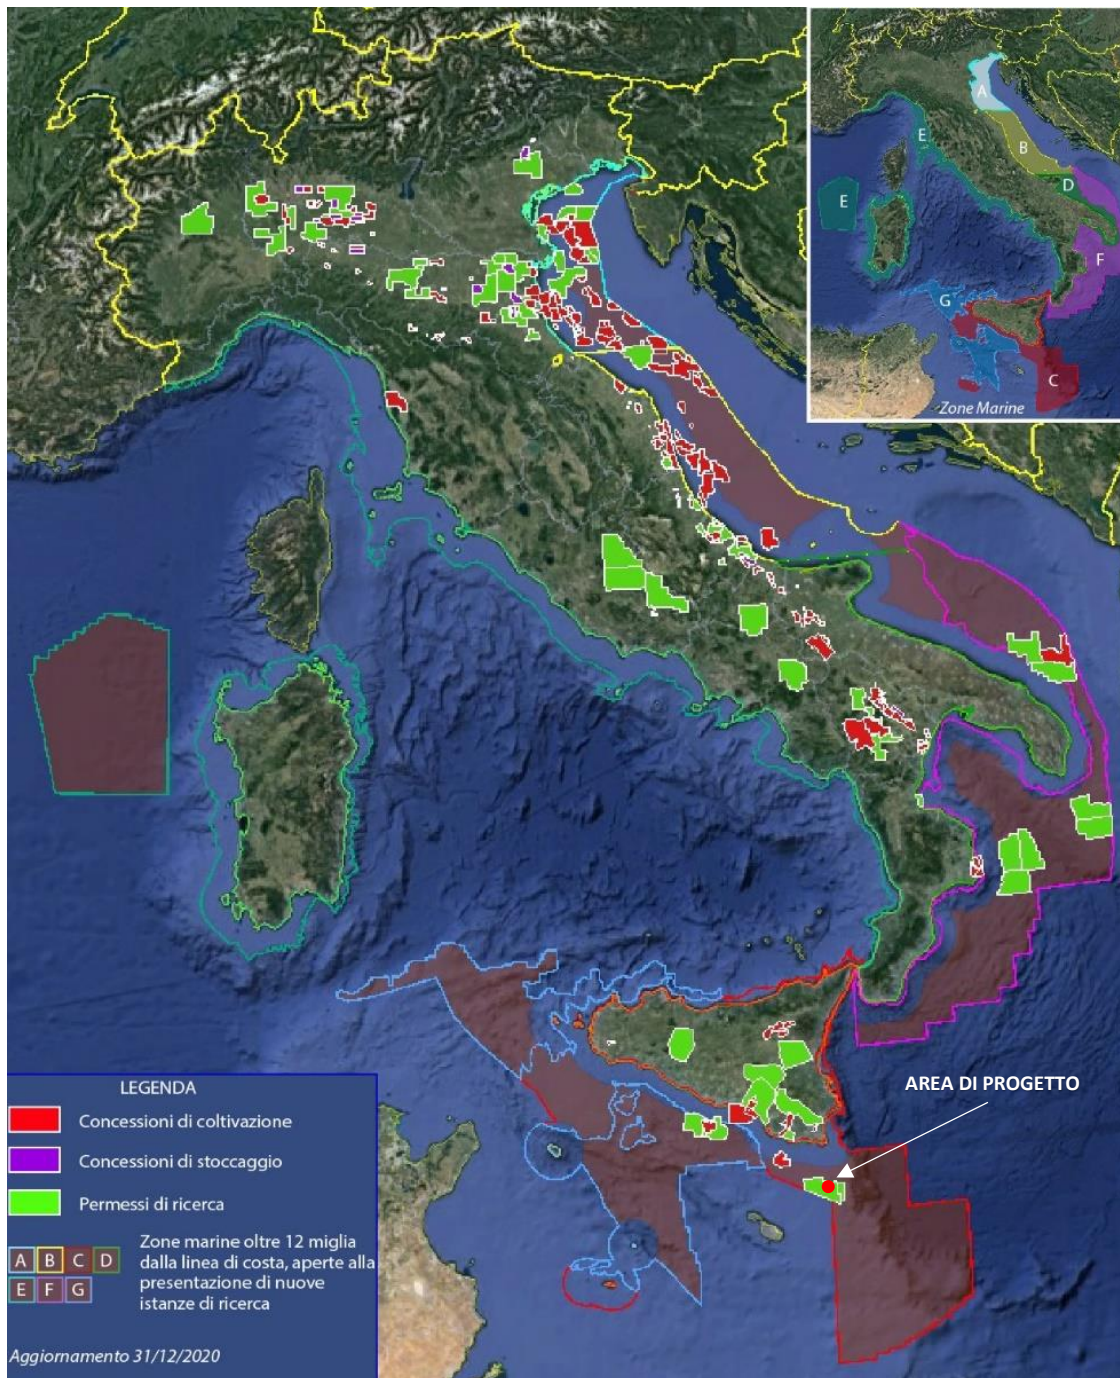 A
E
B
D
E
F
G
C
Zone Marine
AREA DI PROGETTO
LEGENDA
Concessioni di coltivazione
Concessioni di stoccaggio
Permessi di ricerca
A B C D
E F G
Zone marine oltre 12 miglia
dalla linea di costa, aperte alla
presentazione di nuove
istanze di ricerca
Aggiornamento 31/12/2020